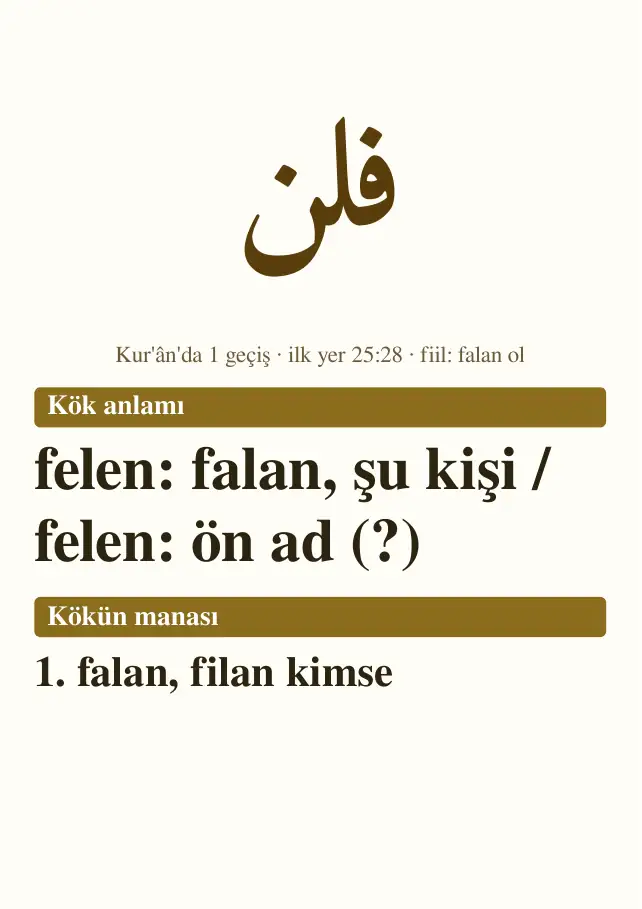 فلن
Kur'ân'da 1 geçiş · ilk yer 25:28 · fiil: falan ol
Kök anlamı
felen: falan, şu kişi /
felen: ön ad (?)
Kökün manası
1. falan, filan kimse